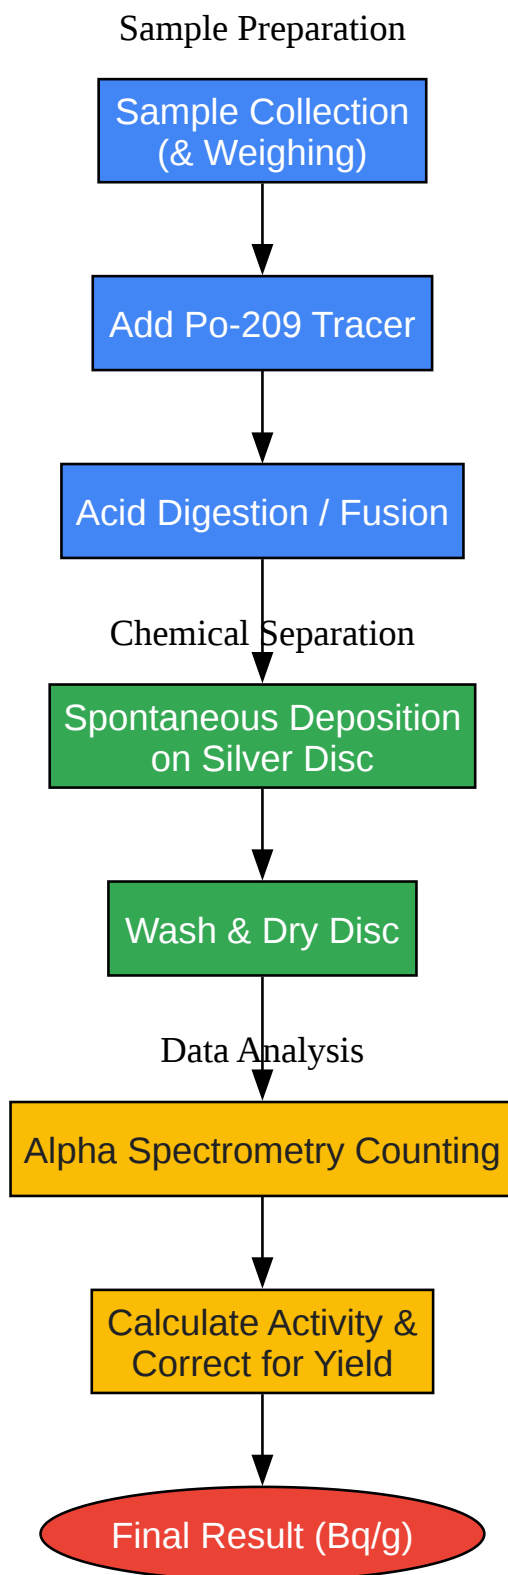 Sample Preparation
Sample Collection
(& Weighing)
Add Po-209 Tracer
Acid Digestion / Fusion
Chemical Separation
Spontaneous Deposition
on Silver Disc
Wash & Dry Disc
Data Analysis
Alpha Spectrometry Counting
Calculate Activity &
Correct for Yield
Final Result (Bq/g)